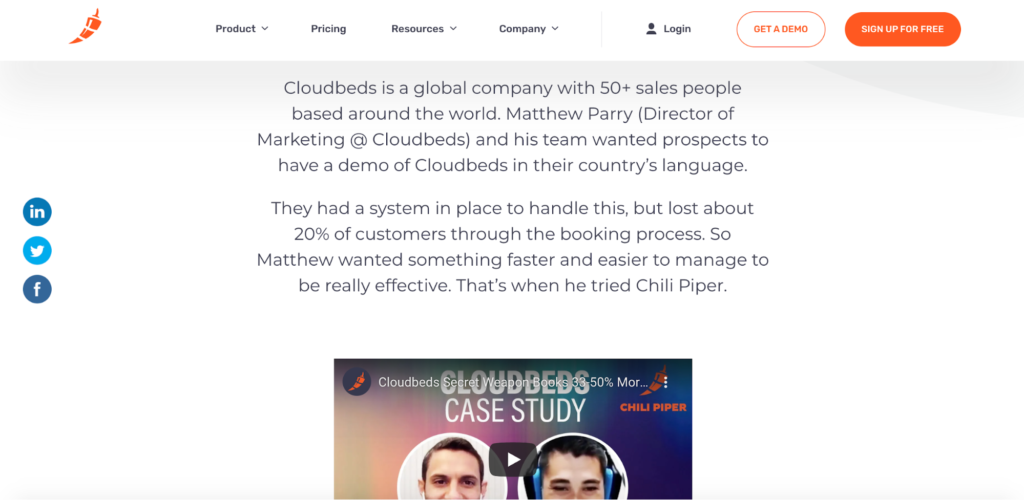 Product
Pricing
Resources
Company
Login
GET A DEMO
SIGN UP FOR FREE
Cloudbeds is a global company with 50+ sales people
based around the world. Matthew Parry (Director of
Marketing @ Cloudbeds) and his team wanted prospects to
have a demo of Cloudbeds in their country’s language.
They had a system in place to handle this, but lost about
20% of customers through the booking process. So
Matthew wanted something faster and easier to manage to
be really effective. That’s when he tried Chili Piper.
in
f
Cloudbeds Secret Weapon Books 33-50% Mor...
CLOUDBEDS
CASE STUDY
CHILI PIPER